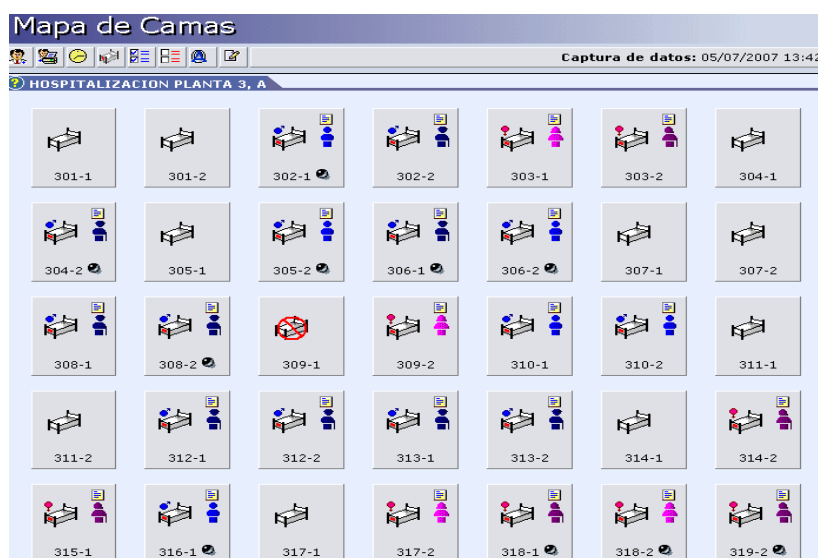 Mapa de Camas
Captura de datos: 05/07/2007 13:42
? HOSPITALIZACION PLANTA 3, A
301-1 301-2 302-1 302-2 303-1 303-2 304-1
304-2 305-1 305-2 306-1 306-2 307-1 307-2
308-1 308-2 309-1 309-2 310-1 310-2 311-1
311-2 312-1 312-2 313-1 313-2 314-1 314-2
315-1 316-1 317-1 317-2 318-1 318-2 319-2